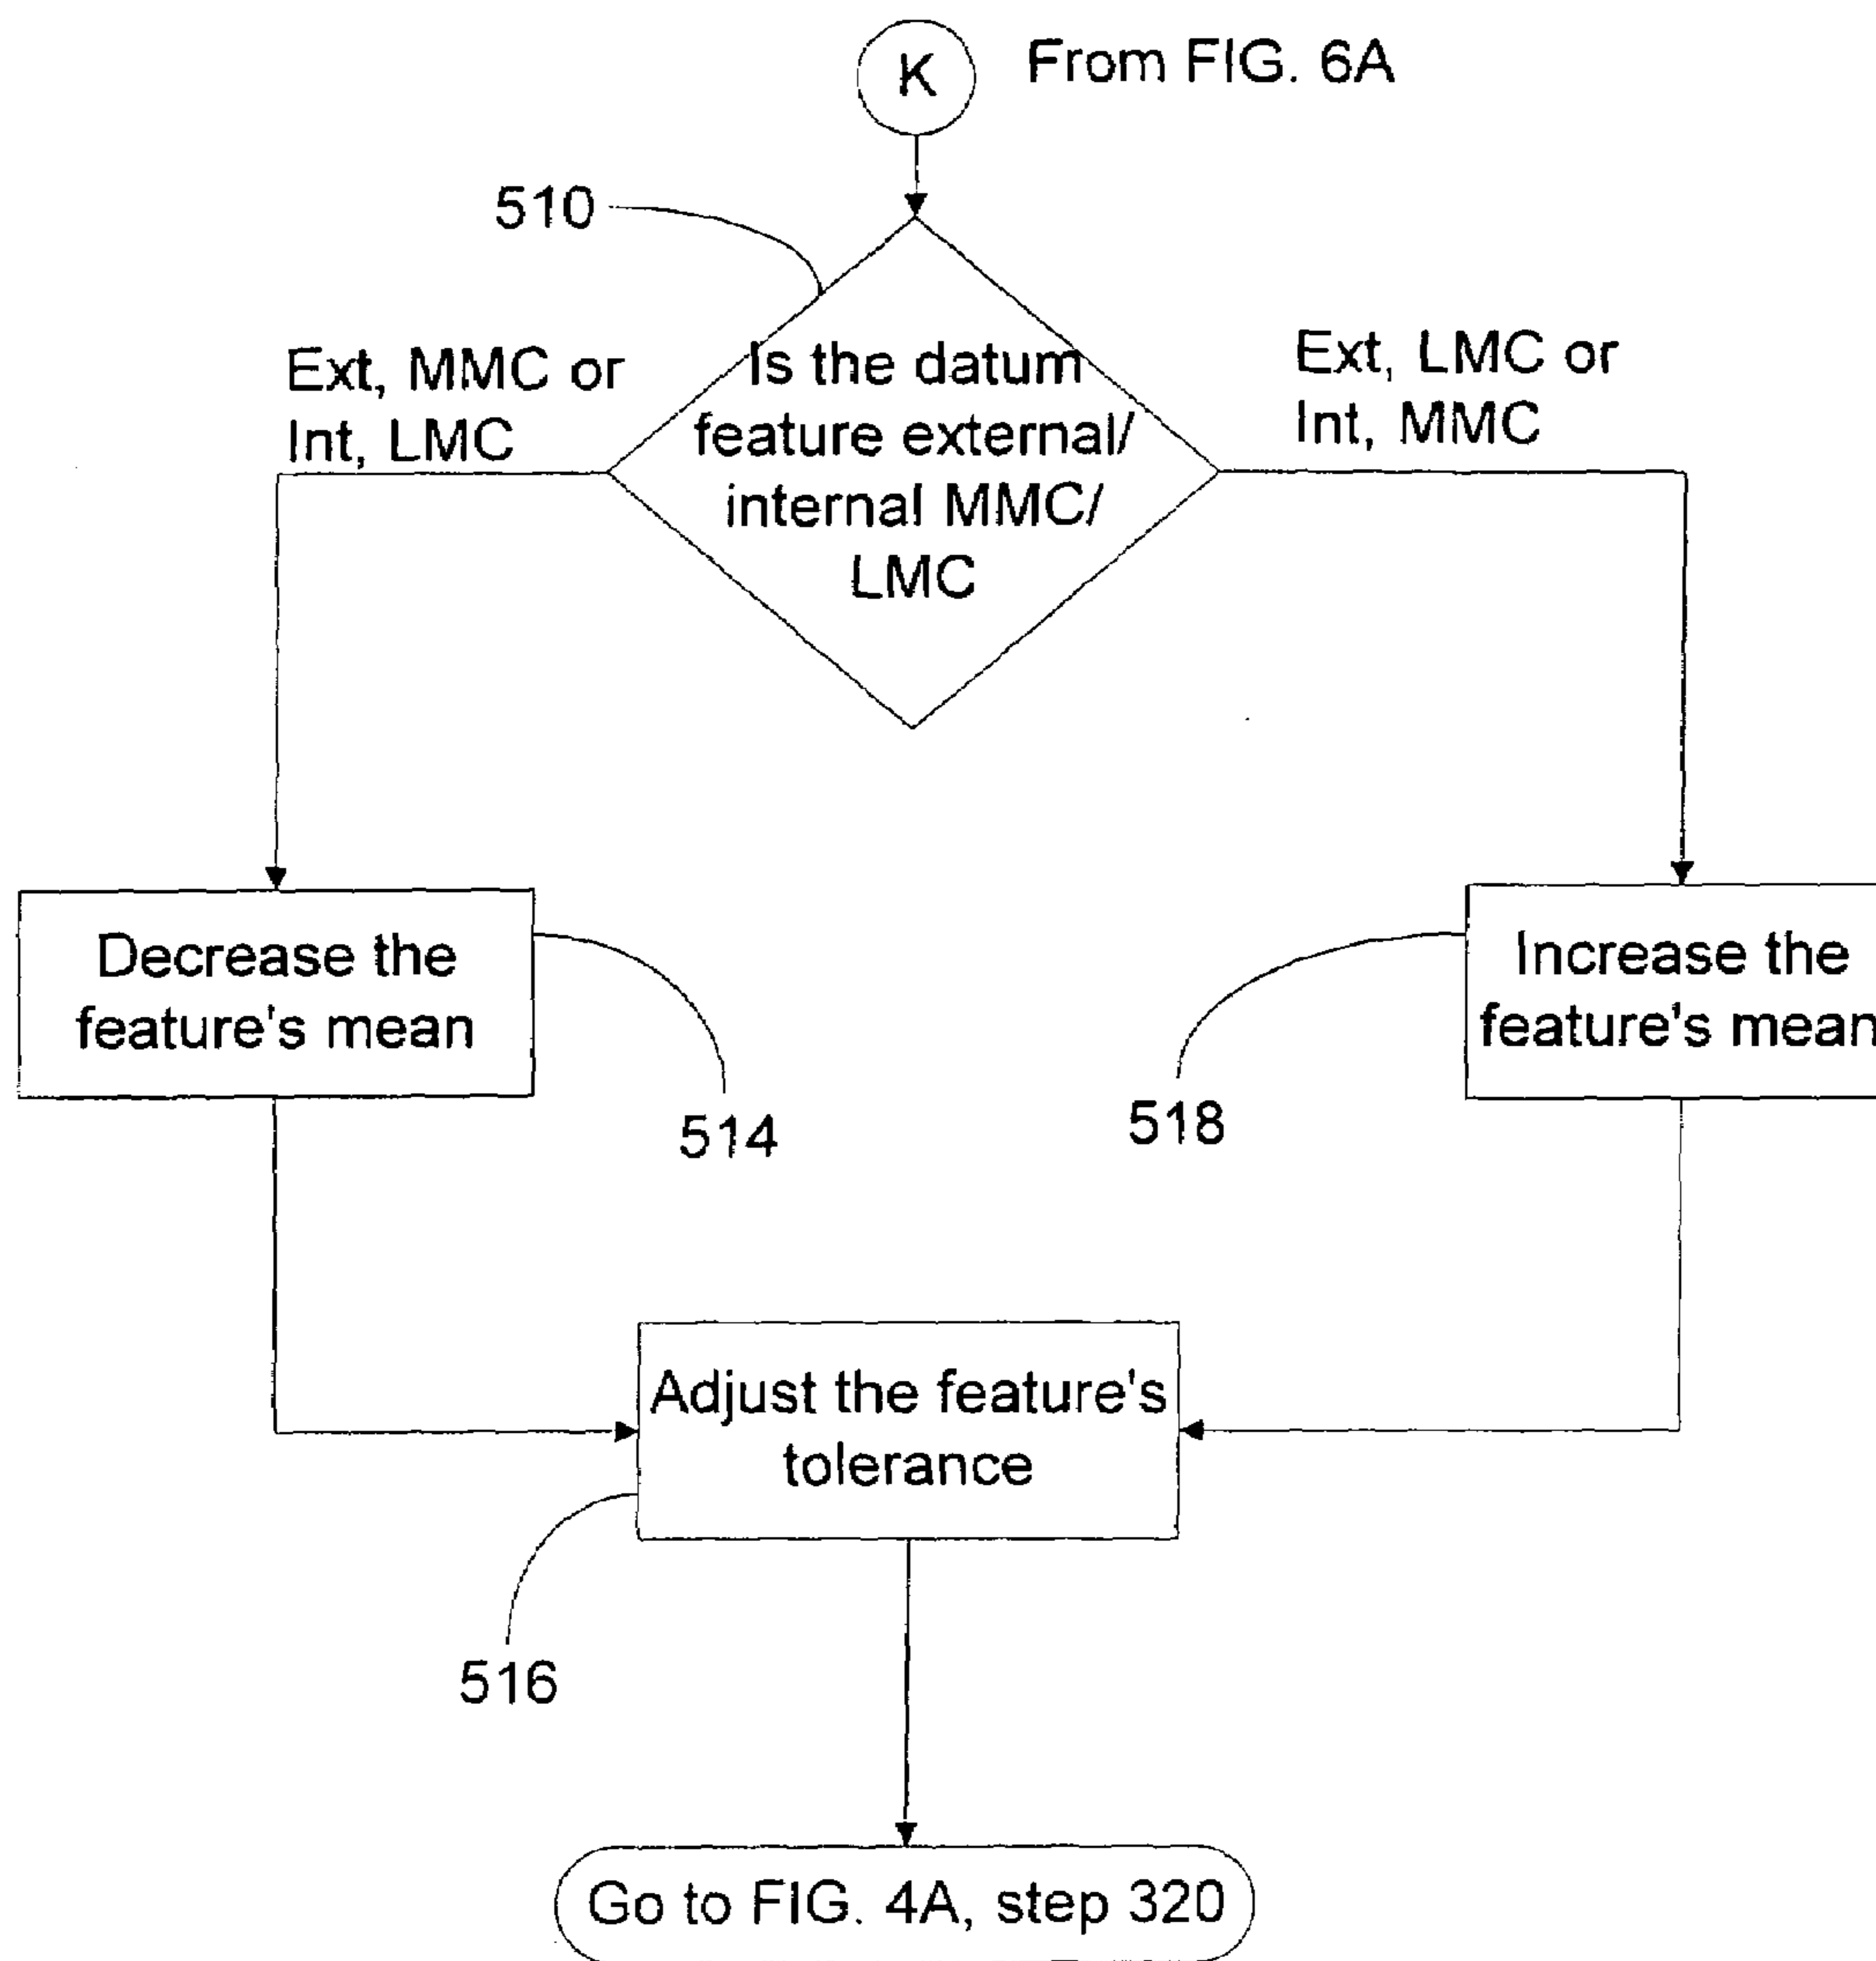 K
From FIG. 6A
510
Ext, MMC or
Int, LMC
Is the datum
feature external/
internal MMC/
LMC
Ext, LMC or
Int, MMC
Decrease the
feature's mean
514
518
Increase the
feature's mean
Adjust the feature's
tolerance
516
Go to FIG. 4A, step 320